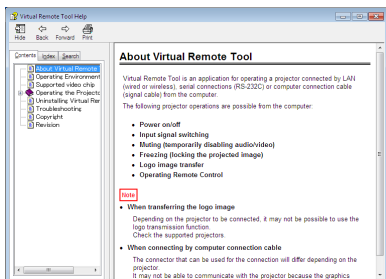 Virtual Remote Tool Help
Hide Back Forward Print
Contents Index Search
About Virtual Remote
Operating Environment
Supported video chip
Operating the Projecto
Uninstalling Virtual Rer
Troubleshooting
Copyright
Revision
About Virtual Remote Tool
Virtual Remote Tool is an application for operating a projector connected by LAN
(wired or wireless), serial connections (RS-232C) or computer connection cable
(signal cable) from the computer.
The following projector operations are possible from the computer:
• Power on/off
• Input signal switching
• Muting (temporarily disabling audio/video)
• Freezing (locking the projected image)
• Logo image transfer
• Operating Remote Control
Note
• When transferring the logo image
Depending on the projector to be connected, it may not be possible to use the
logo transmission function.
Check the supported projectors.
• When connecting by computer connection cable
The connector that can be used for the connection will differ depending on the
projector.
It may not be able to communicate with the projector because the graphics